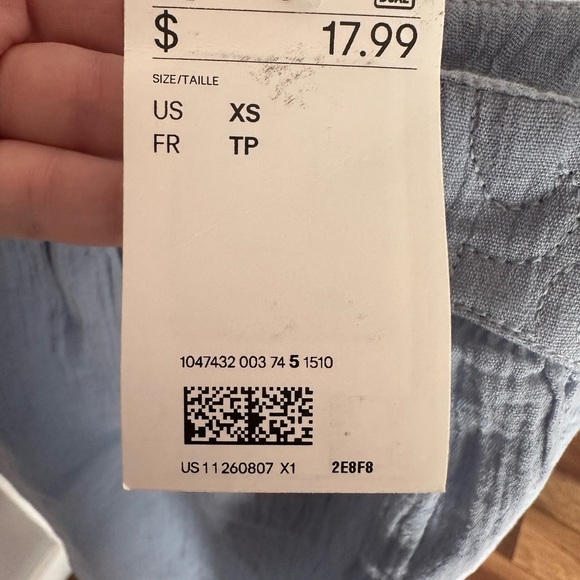 $ 17.99
SIZE/TAILLE
US XS
FR TP
1047432 003 74 5 1510
US 11 260807 X1 2E8F8